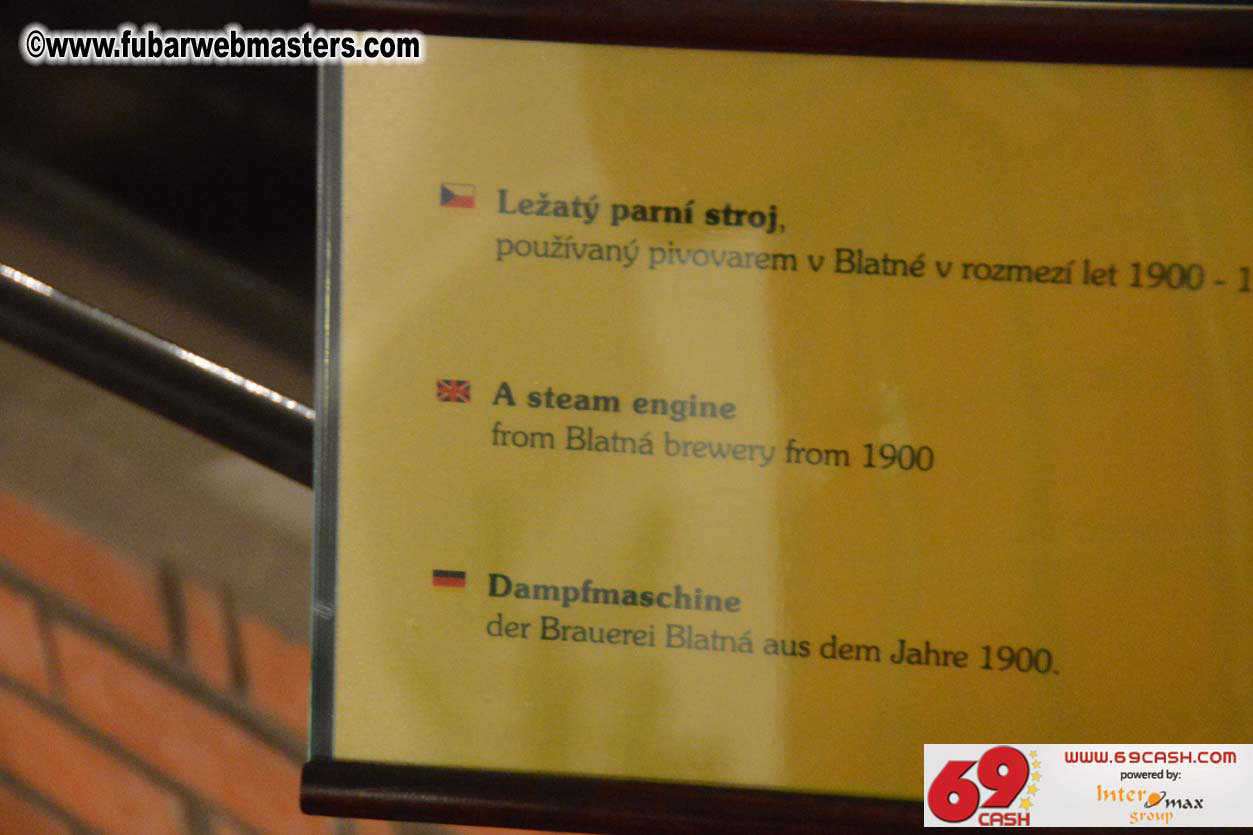 ©www.fubarwebmasters.com
Ležatý parní stroj,
používaný pivovarem v Blatné v rozmezí let 1900 - 1
A steam engine
from Blatná brewery from 1900
Dampfmaschine
der Brauerei Blatná aus dem Jahre 1900.
69 CASH
www.69CASH.COM
powered by:
Inter max
group